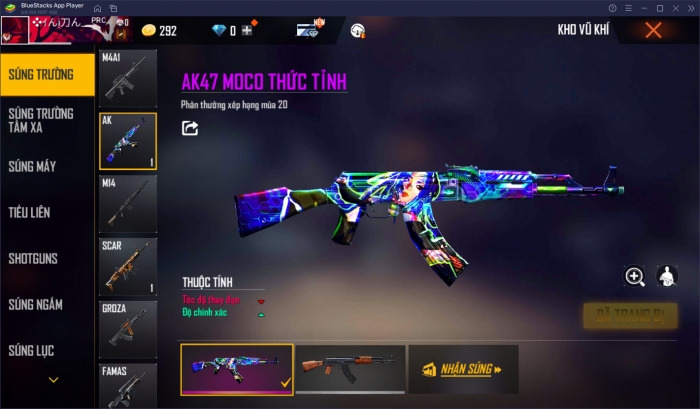 BlueStacks App Player
292
0
NEW
KHO VŨ KHÍ
SÚNG TRƯỜNG
SÚNG TRƯỜNG
TẦM XA
SÚNG MÁY
TIỂU LIÊN
SHOTGUNS
SÚNG NGẮM
SÚNG LỤC
M4A1
AK
1
M14
SCAR
1
GROZA
FAMAS
AK47 MOCO THỨC TỈNH
Phần thưởng xếp hạng mùa 20
THUỘC TÍNH
Tốc độ thay đạn
Độ chính xác
ĐÃ TRANG BỊ
NHẬN SÚNG